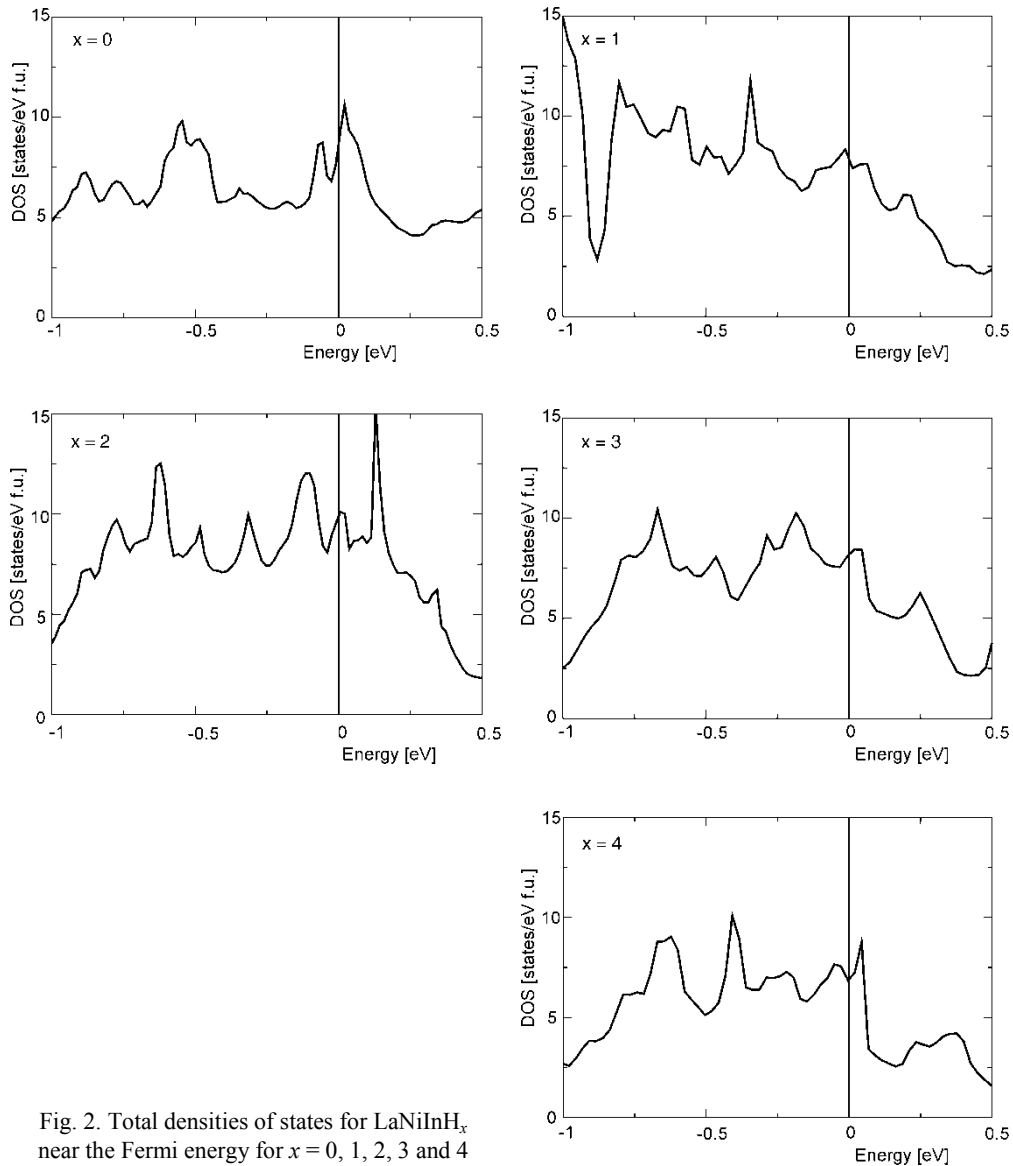 15
x = 0
10
5
0
DOS [states/eV f.u.]
-1
-0.5
0
0.5
Energy [eV]
15
x = 1
10
5
0
DOS [states/eV f.u.]
-1
-0.5
0
0.5
Energy [eV]
15
x = 2
10
5
0
DOS [states/eV f.u.]
-1
-0.5
0
0.5
Energy [eV]
15
x = 3
10
5
0
DOS [states/eV f.u.]
-1
-0.5
0
0.5
Energy [eV]
15
x = 4
10
5
0
DOS [states/eV f.u.]
-1
-0.5
0
0.5
Energy [eV]
Fig. 2. Total densities of states for LaNiInHₓ
near the Fermi energy for x = 0, 1, 2, 3 and 4